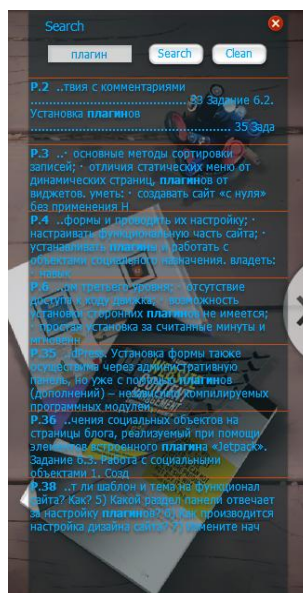 Search
плагин Search Clean
P.2 ..твия с комментариями
............................................ 33 Задание 6.2.
Установка плагинов
............................................ 35 Зада
P.3 ..· основные методы сортировки
записей; · отличия статических меню от
динамических страниц, плагинов от
виджетов. уметь: · создавать сайт «с нуля»
без применения H
P.4 ..формы и проводить их настройку; ·
настраивать функциональную часть сайта; ·
устанавливать плагины и работать с
объектами социального назначения. владеть:
· навык
P.6 ..ом третьего уровня; · отсутствие
доступа к коду движка; · возможность
установки сторонних плагинов не имеется;
· простая установка за считанные минуты и
мгновенн
P.35 ..dPress. Установка формы также
осуществима через административную
панель, но уже с помощью плагинов
(дополнений) – независимо компилируемых
программных модулей,
P.36 ..чения социальных объектов на
страницы блога, реализуемый при помощи
элементов встроенного плагина «Jetpack».
Задание 6.3. Работа с социальными
объектами 1. Созд
P.38 ..т ли шаблон и тема на функционал
сайта? Как? 5) Какой раздел панели отвечает
за настройку плагинов? 6) Как производится
настройка дизайна сайта? 7) Замените нач